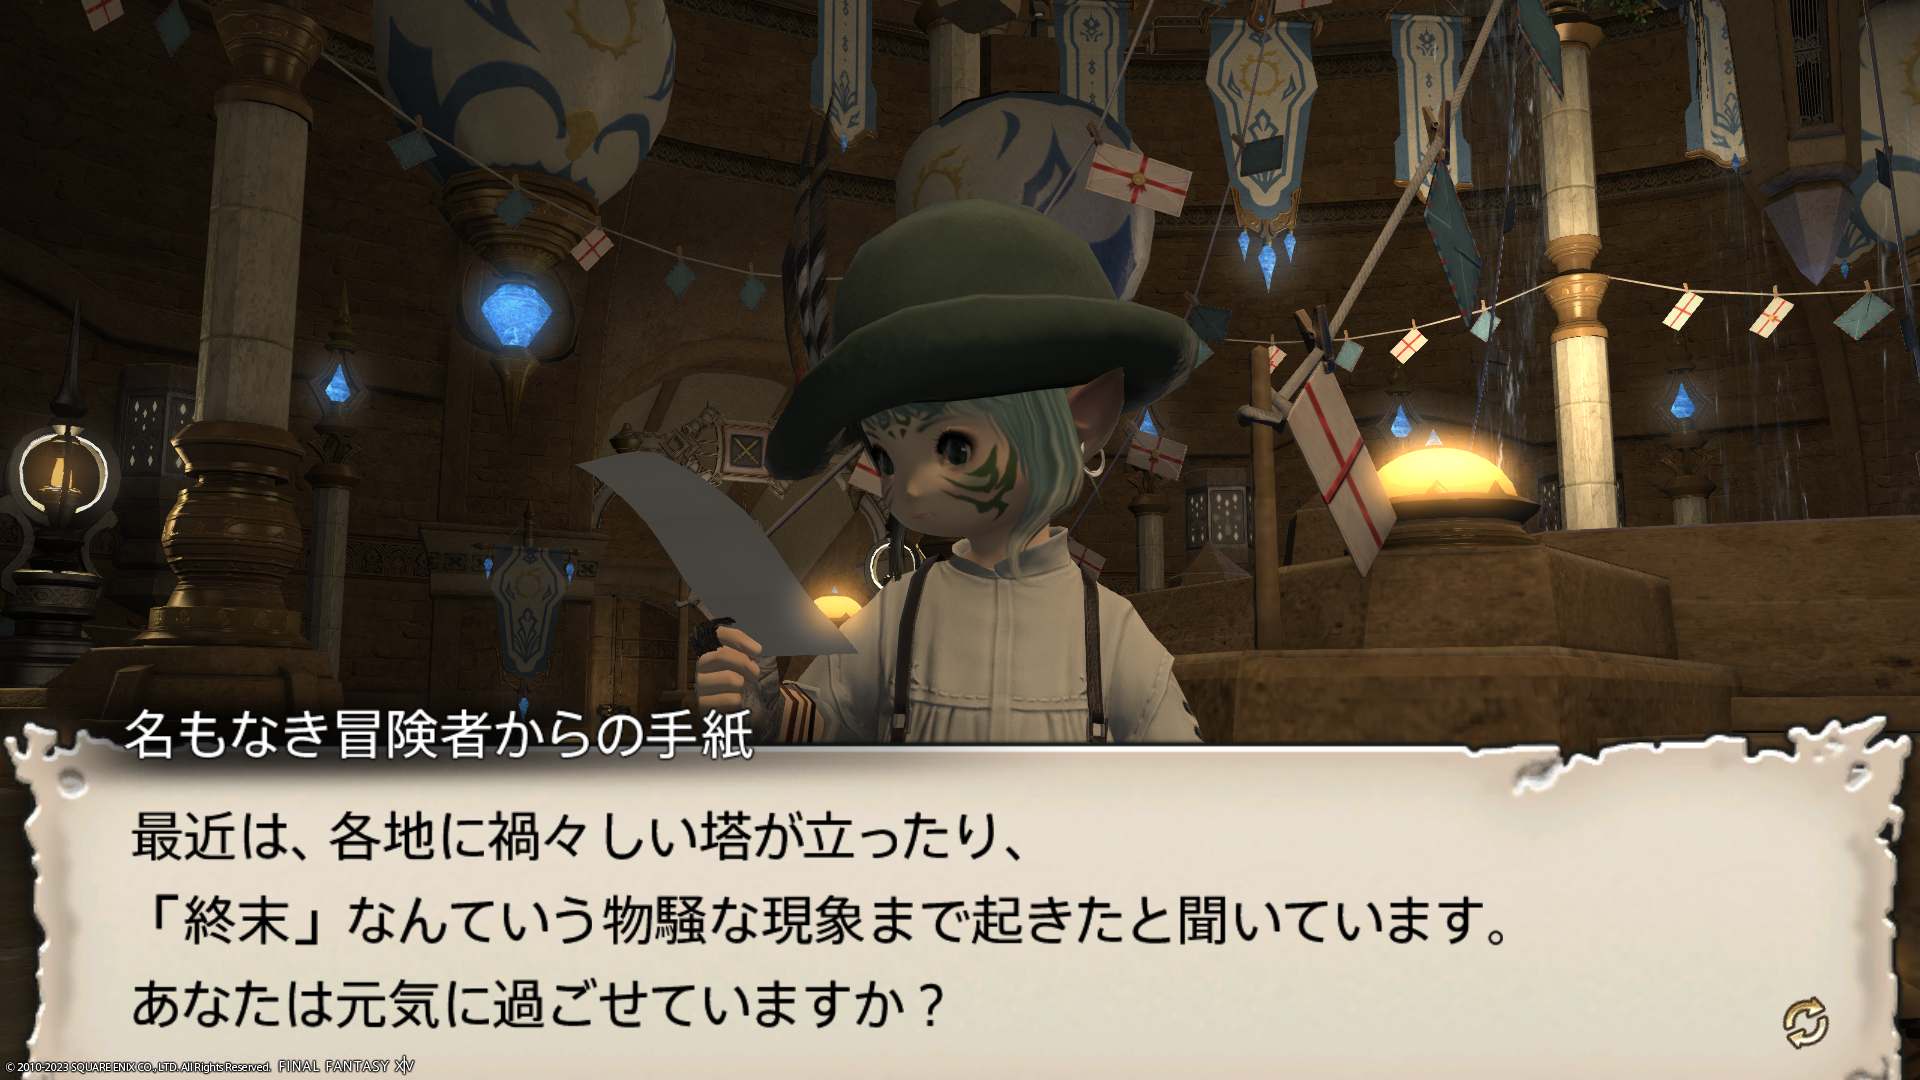 名もなき冒険者からの手紙
最近は、各地に禍々しい塔が立ったり、
「終末」なんていう物騒な現象まで起きたと聞いています。
あなたは元気に過ごせていますか？
© 2010-2023 SQUARE ENIX CO., LTD. All Rights Reserved. FINAL FANTASY XIV